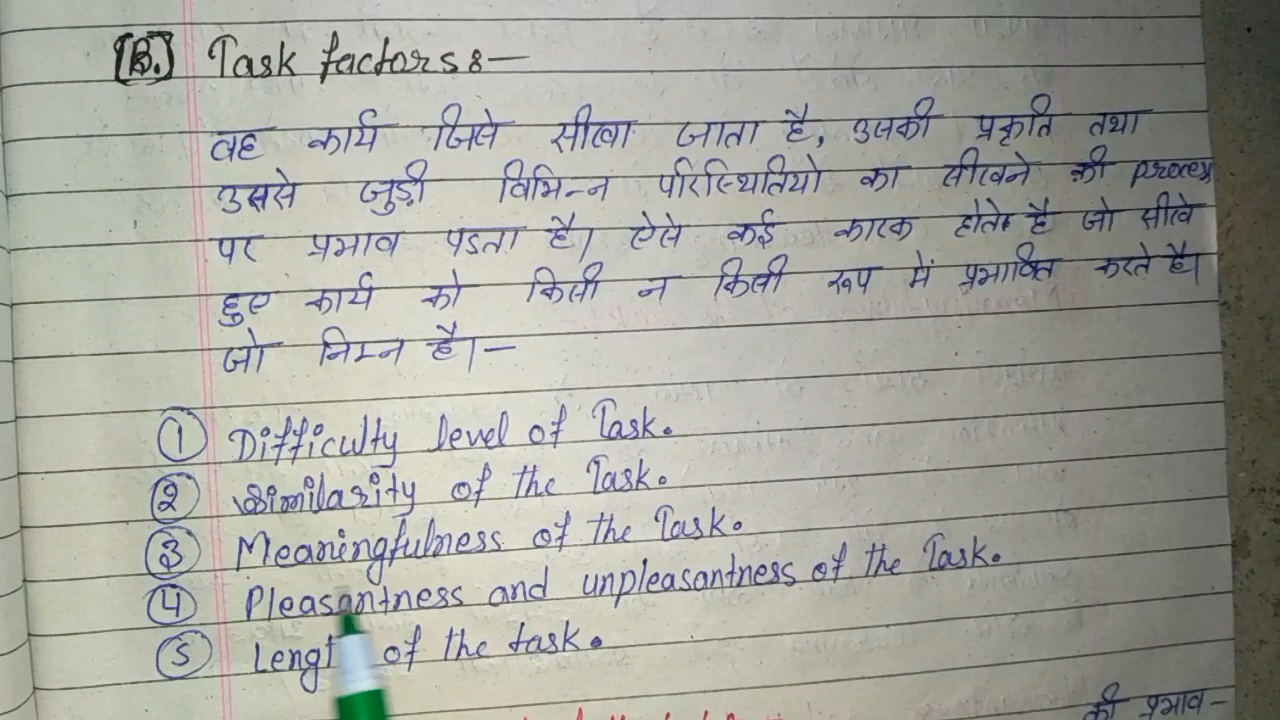 [B.] Task factors:—
वह कार्य जिसे सीखा जाता है, उसकी प्रकृति तथा
उससे जुड़ी विभिन्न परिस्थितियो का सीखने की process
पर प्रभाव पडता है। ऐसे कई कारक होते है जो सीखे
हुए कार्य को किसी न किसी रूप में प्रभावित करते है।
जो निम्न है।—
① Difficulty level of Task.
② Similarity of the Task.
③ Meaningfulness of the Task.
④ Pleasantness and unpleasantness of the Task.
⑤ Lengt of the task.
की प्रभाव-